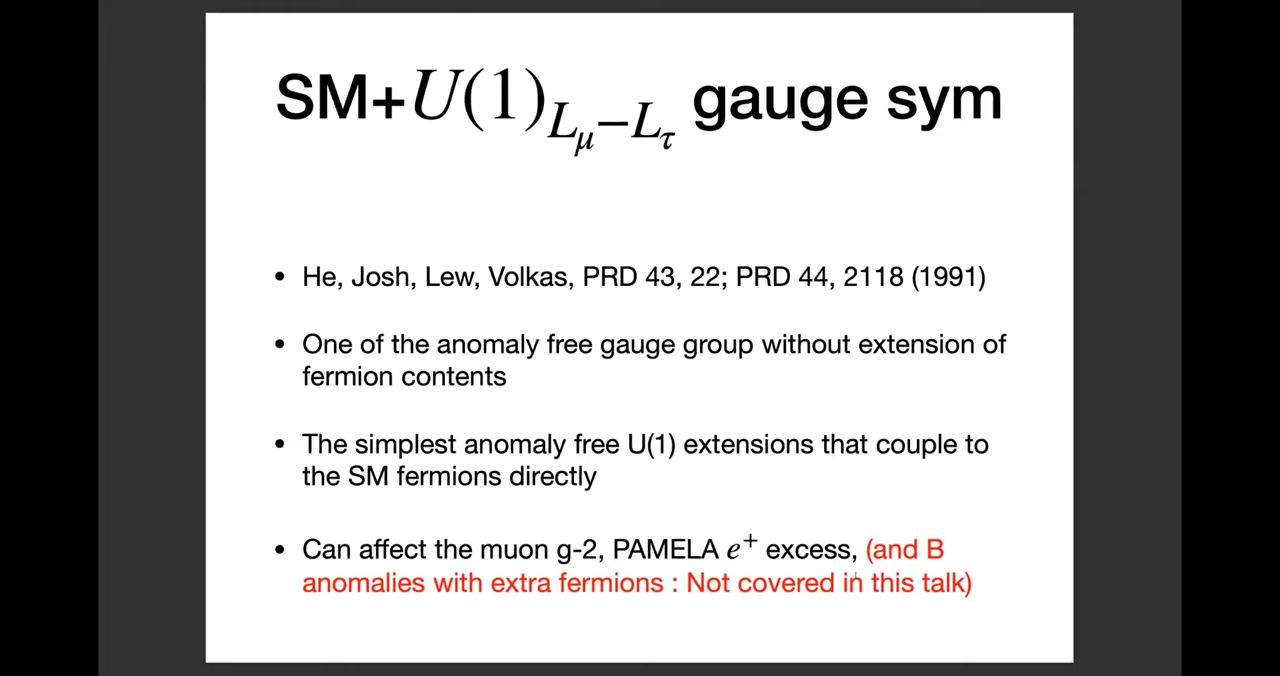 SM+U(1)_{L_μ−L_τ} gauge sym
• He, Josh, Lew, Volkas, PRD 43, 22; PRD 44, 2118 (1991)
• One of the anomaly free gauge group without extension of
fermion contents
• The simplest anomaly free U(1) extensions that couple to
the SM fermions directly
• Can affect the muon g-2, PAMELA e⁺ excess, (and B
anomalies with extra fermions : Not covered in this talk)